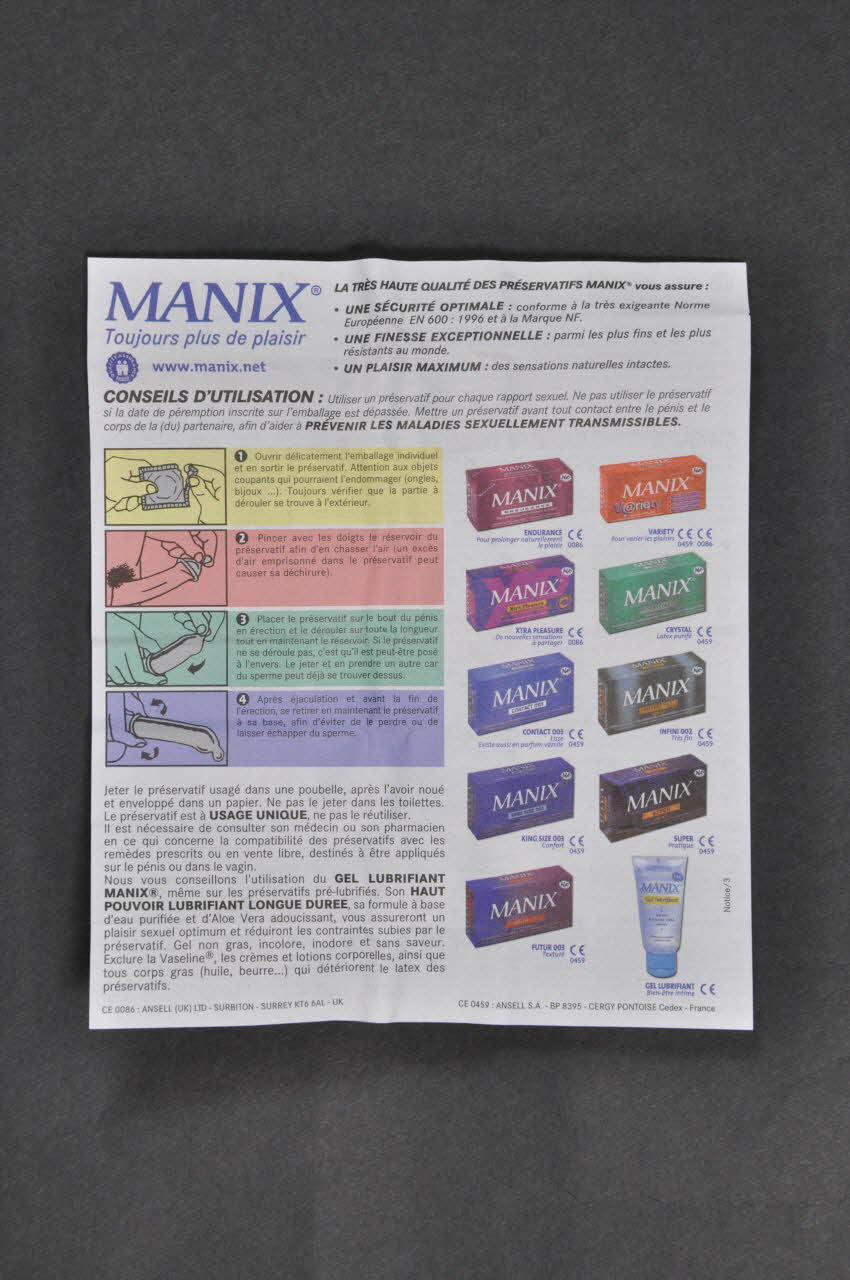 MANIX®
Toujours plus de plaisir
www.manix.net
LA TRÈS HAUTE QUALITÉ DES PRÉSERVATIFS MANIX® vous assure :
• UNE SÉCURITÉ OPTIMALE : conforme à la très exigeante Norme
Européenne EN 600 : 1996 et à la Marque NF.
• UNE FINESSE EXCEPTIONNELLE : parmi les plus fins et les plus
résistants au monde.
• UN PLAISIR MAXIMUM : des sensations naturelles intactes.
CONSEILS D'UTILISATION : Utiliser un préservatif pour chaque rapport sexuel. Ne pas utiliser le préservatif
si la date de péremption inscrite sur l'emballage est dépassée. Mettre un préservatif avant tout contact entre le pénis et le
corps de la (du) partenaire, afin d'aider à PRÉVENIR LES MALADIES SEXUELLEMENT TRANSMISSIBLES.
1 Ouvrir délicatement l'emballage individuel
et en sortir le préservatif. Attention aux objets
coupants qui pourraient l'endommager (ongles,
bijoux ...). Toujours vérifier que la partie à
dérouler se trouve à l'extérieur.
2 Pincer avec les doigts le réservoir du
préservatif afin d'en chasser l'air (un excès
d'air emprisonné dans le préservatif peut
causer sa déchirure).
3 Placer le préservatif sur le bout du pénis
en érection et le dérouler sur toute la longueur
tout en maintenant le réservoir. Si le préservatif
ne se déroule pas, c'est qu'il est peut-être posé
à l'envers. Le jeter et en prendre un autre car
du sperme peut déjà se trouver dessus.
4 Après éjaculation et avant la fin de
l'érection, se retirer en maintenant le préservatif
à sa base, afin d'éviter de le perdre ou de
laisser échapper du sperme.
Jeter le préservatif usagé dans une poubelle, après l'avoir noué
et enveloppé dans un papier. Ne pas le jeter dans les toilettes.
Le préservatif est à USAGE UNIQUE, ne pas le réutiliser.
Il est nécessaire de consulter son médecin ou son pharmacien
en ce qui concerne la compatibilité des préservatifs avec les
remèdes prescrits ou en vente libre, destinés à être appliqués
sur le pénis ou dans le vagin.
Nous vous conseillons l'utilisation du GEL LUBRIFIANT
MANIX®, même sur les préservatifs pré-lubrifiés. Son HAUT
POUVOIR LUBRIFIANT LONGUE DUREE, sa formule à base
d'eau purifiée et d'Aloe Vera adoucissant, vous assureront un
plaisir sexuel optimum et réduiront les contraintes subies par le
préservatif. Gel non gras, incolore, inodore et sans saveur.
Exclure la Vaseline®, les crèmes et lotions corporelles, ainsi que
tous corps gras (huile, beurre...) qui détériorent le latex des
préservatifs.
MANIX
ENDURANCE
ENDURANCE CE
Pour prolonger naturellement
le plaisir 0086
MANIX
V@riety
VARIETY CE CE
Pour varier les plaisirs 0459 0086
MANIX
Xtra Pleasure
XTRA PLEASURE CE
De nouvelles sensations
à partager 0086
MANIX
CRYSTAL CE
Latex purifié 0459
MANIX
CONTACT 003
CONTACT 003 CE
Lisse
Existe aussi en parfum vanille 0459
MANIX
INFINI 002 CE
Très fin 0459
MANIX
KING SIZE 003
KING SIZE 003 CE
Confort 0459
MANIX
SUPER
SUPER CE
Pratique 0459
MANIX
FUTUR 003 CE
Texturé 0459
MANIX
Gel lubrifiant
GEL LUBRIFIANT CE
Bien-être intime
Notice/3
CE 0086 : ANSELL (UK) LTD - SURBITON - SURREY KT6 6AL - UK
CE 0459 : ANSELL S.A. - BP 8395 - CERGY PONTOISE Cedex - France